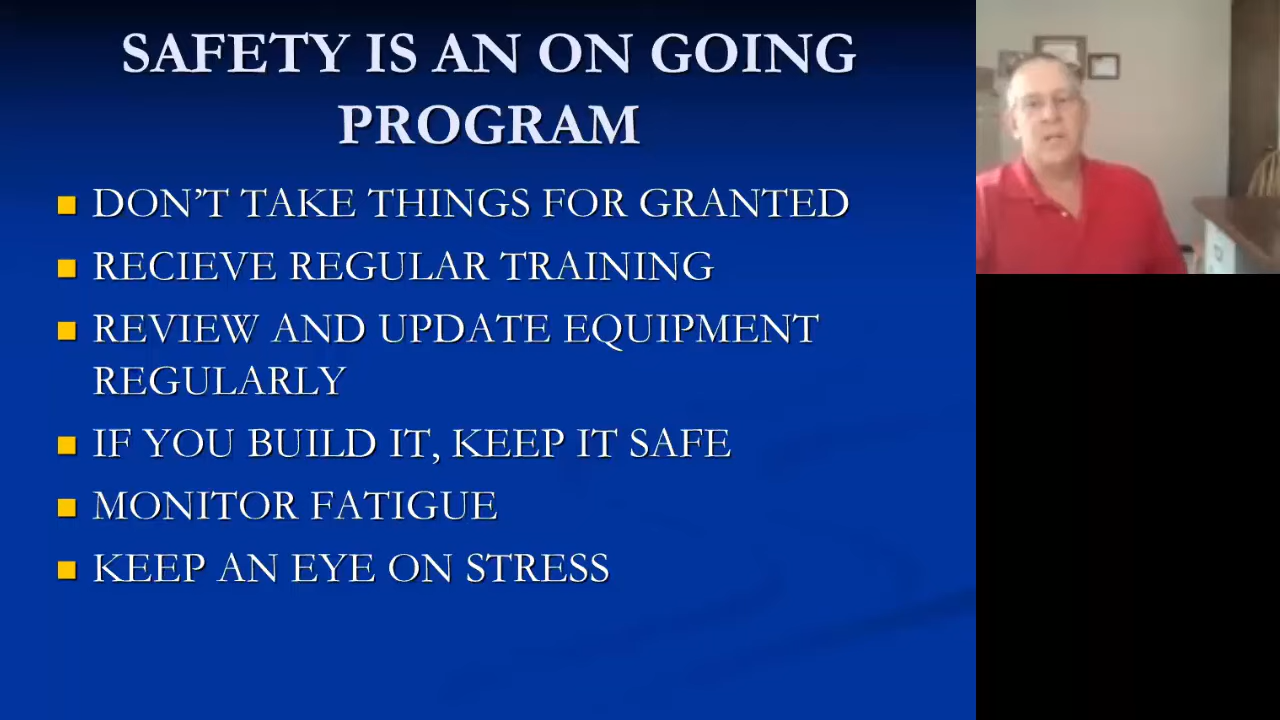 SAFETY IS AN ON GOING
PROGRAM
DON'T TAKE THINGS FOR GRANTED
RECIEVE REGULAR TRAINING
REVIEW AND UPDATE EQUIPMENT
REGULARLY
IF YOU BUILD IT, KEEP IT SAFE
MONITOR FATIGUE
KEEP AN EYE ON STRESS